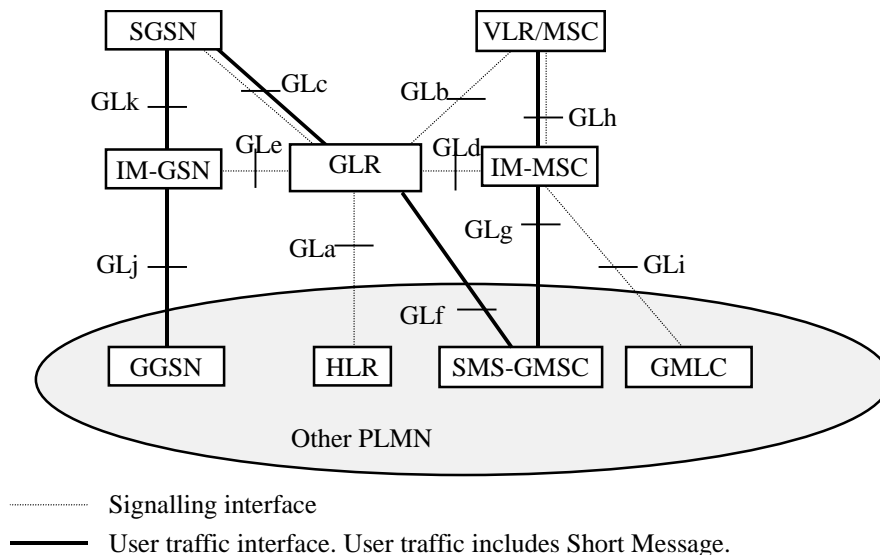 SGSN
VLR/MSC
GLc
GLb
GLk
GLh
GLe
GLd
IM-GSN
GLR
IM-MSC
GLa
GLg
GLj
GLi
GLf
GGSN
HLR
SMS-GMSC
GMLC
Other PLMN
Signalling interface
User traffic interface. User traffic includes Short Message.